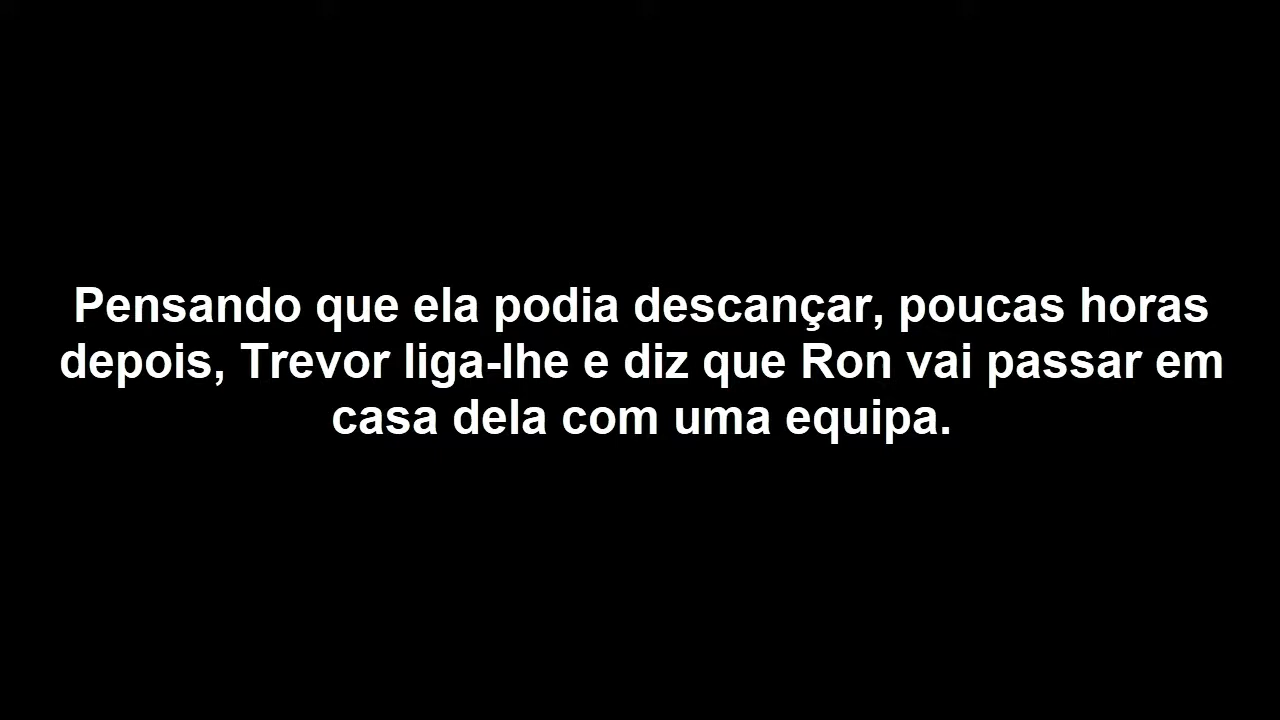 Pensando que ela podia descançar, poucas horas
depois, Trevor liga-lhe e diz que Ron vai passar em
casa dela com uma equipa.